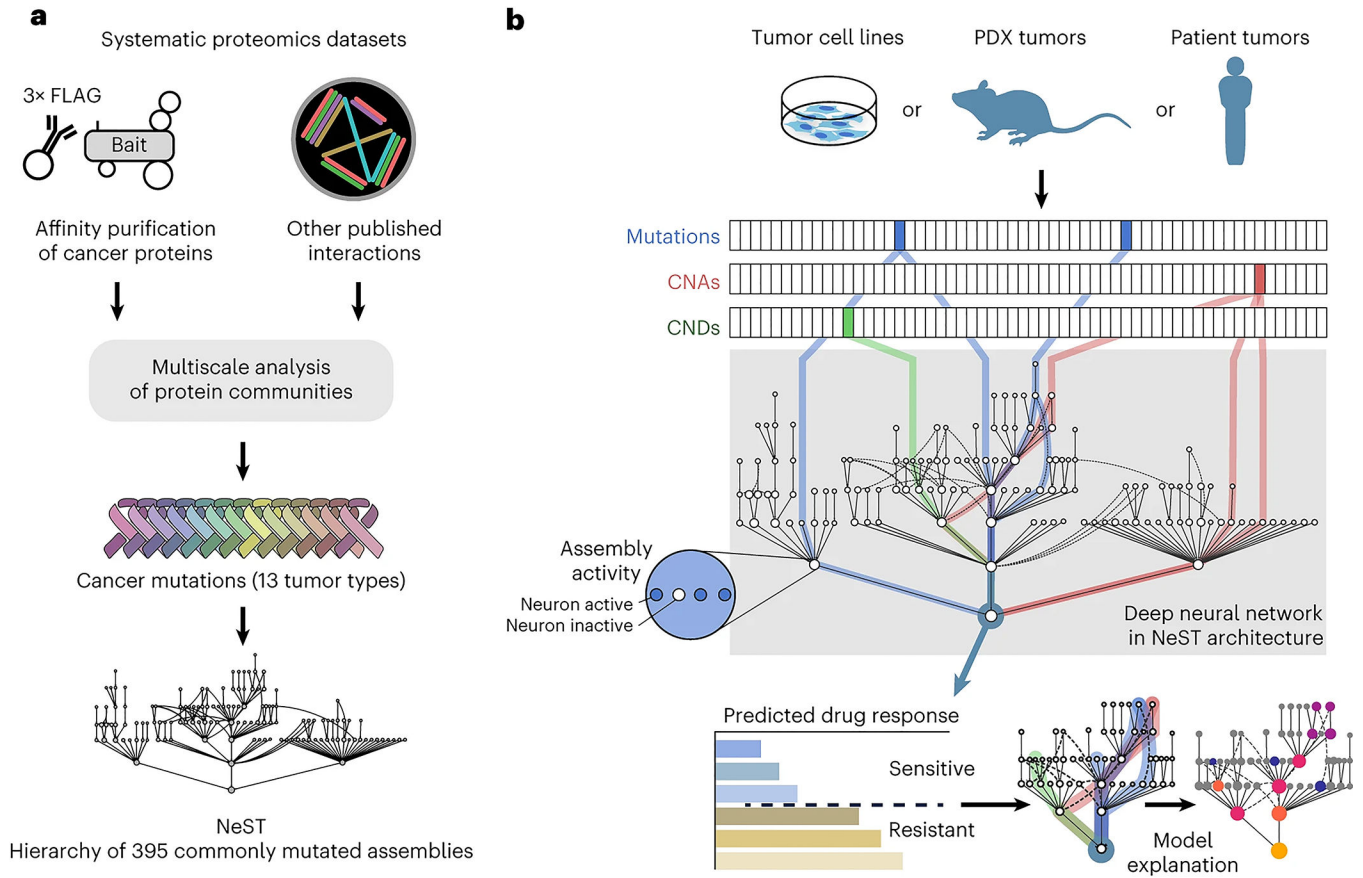 a
Systematic proteomics datasets
3× FLAG
Bait
Affinity purification
of cancer proteins
Other published
interactions
Multiscale analysis
of protein communities
Cancer mutations (13 tumor types)
NeST
Hierarchy of 395 commonly mutated assemblies
b
Tumor cell lines
or
PDX tumors
or
Patient tumors
Mutations
CNAs
CNDs
Assembly
activity
Neuron active
Neuron inactive
Deep neural network
in NeST architecture
Predicted drug response
Sensitive
Resistant
Model
explanation